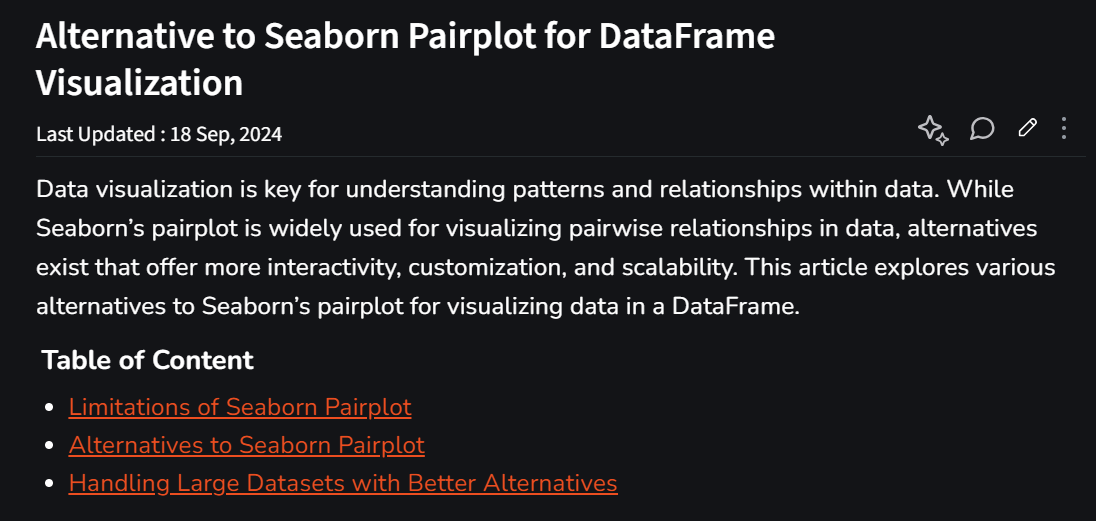 Alternative to Seaborn Pairplot for DataFrame
Visualization
Last Updated : 18 Sep, 2024
Data visualization is key for understanding patterns and relationships within data. While
Seaborn’s pairplot is widely used for visualizing pairwise relationships in data, alternatives
exist that offer more interactivity, customization, and scalability. This article explores various
alternatives to Seaborn’s pairplot for visualizing data in a DataFrame.
Table of Content
Limitations of Seaborn Pairplot
Alternatives to Seaborn Pairplot
Handling Large Datasets with Better Alternatives